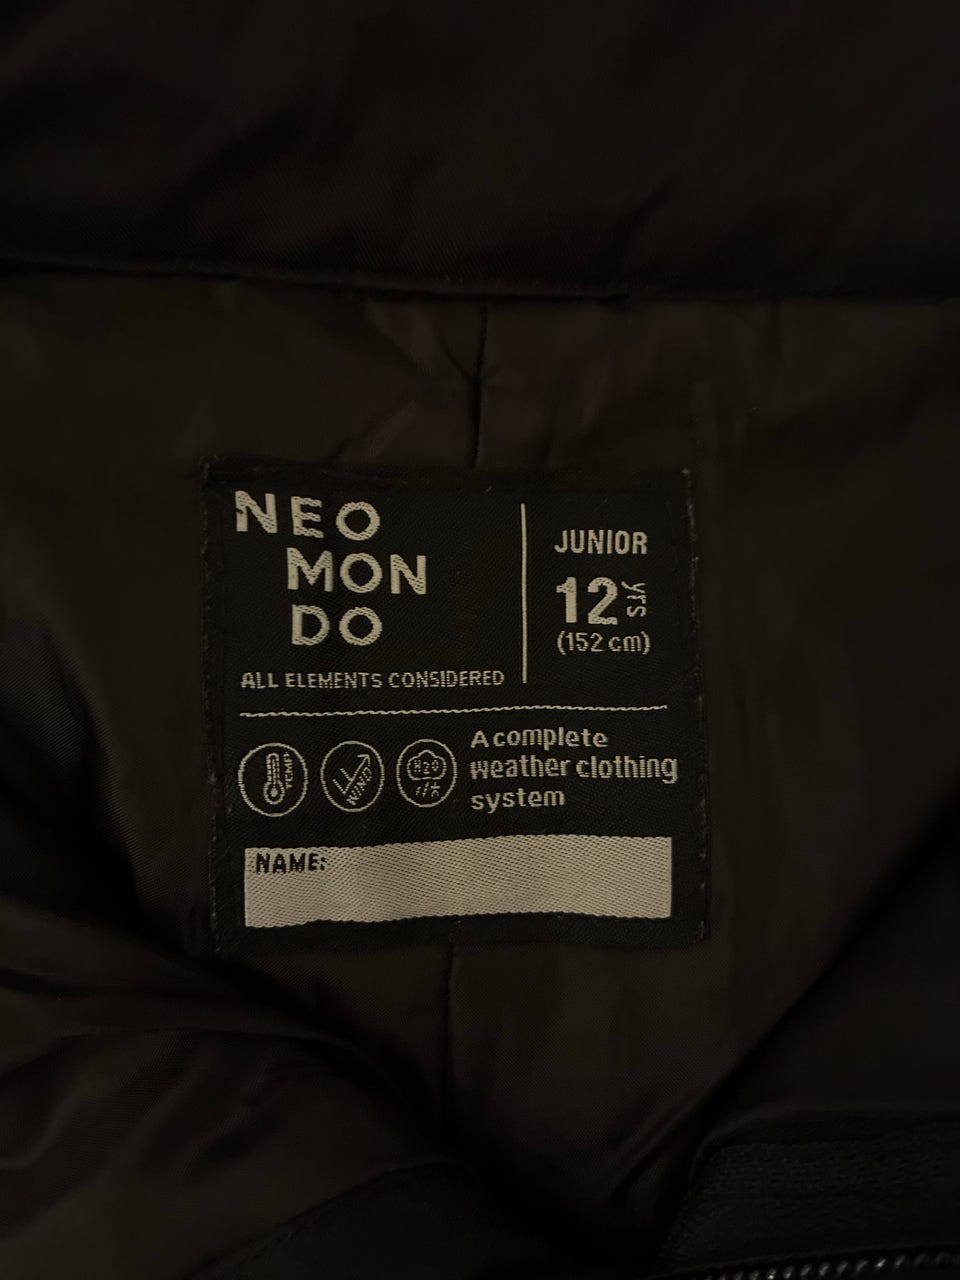 NEO
MON
DO
ALL ELEMENTS CONSIDERED
JUNIOR
12 yrs
(152 cm)
TEMP
WIND
H2O
A complete
weather clothing
system
NAME: